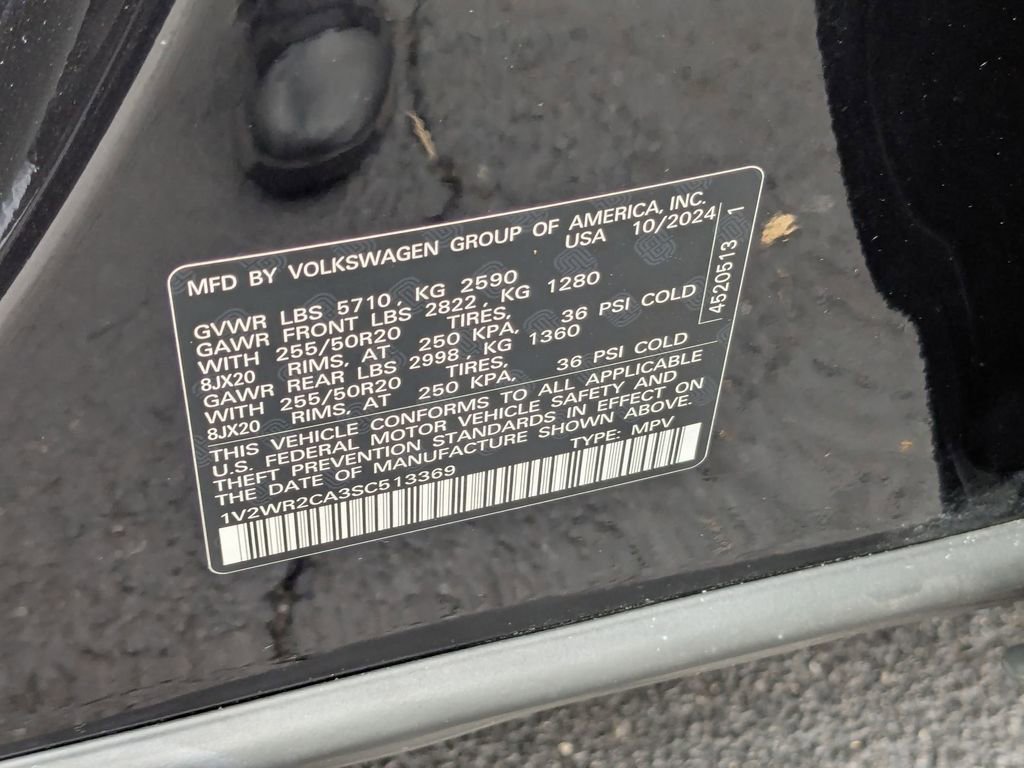 MFD BY VOLKSWAGEN GROUP OF AMERICA, INC.
USA 10/2024
GVWR LBS 5710, KG 2590
GAWR FRONT LBS 2822, KG 1280
WITH 255/50R20 TIRES,
8JX20 RIMS, AT 250 KPA, 36 PSI COLD
GAWR REAR LBS 2998, KG 1360
WITH 255/50R20 TIRES,
8JX20 RIMS, AT 250 KPA, 36 PSI COLD
THIS VEHICLE CONFORMS TO ALL APPLICABLE
U.S. FEDERAL MOTOR VEHICLE SAFETY AND
THEFT PREVENTION STANDARDS IN EFFECT ON
THE DATE OF MANUFACTURE SHOWN ABOVE.
1V2WR2CA3SC513369 TYPE: MPV
4520513 1